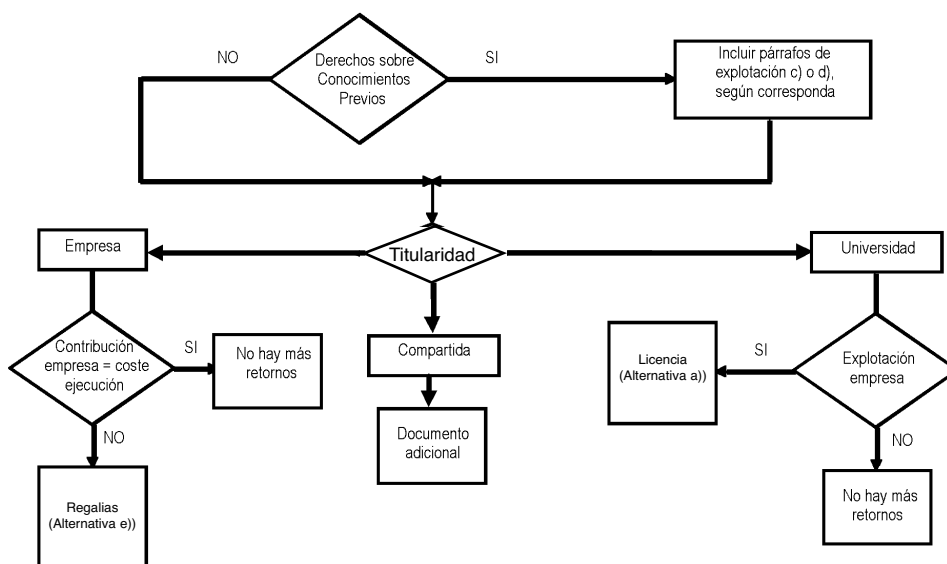 NO
Derechos sobre
Conocimientos
Previos
SI
Incluir párrafos de
explotación c) o d),
según corresponda
Empresa
Titularidad
Universidad
Contribución
empresa = coste
ejecución
SI
No hay más
retornos
Compartida
Licencia
(Alternativa a))
SI
Explotación
empresa
NO
Documento
adicional
NO
Regalias
(Alternativa e))
No hay más
retornos